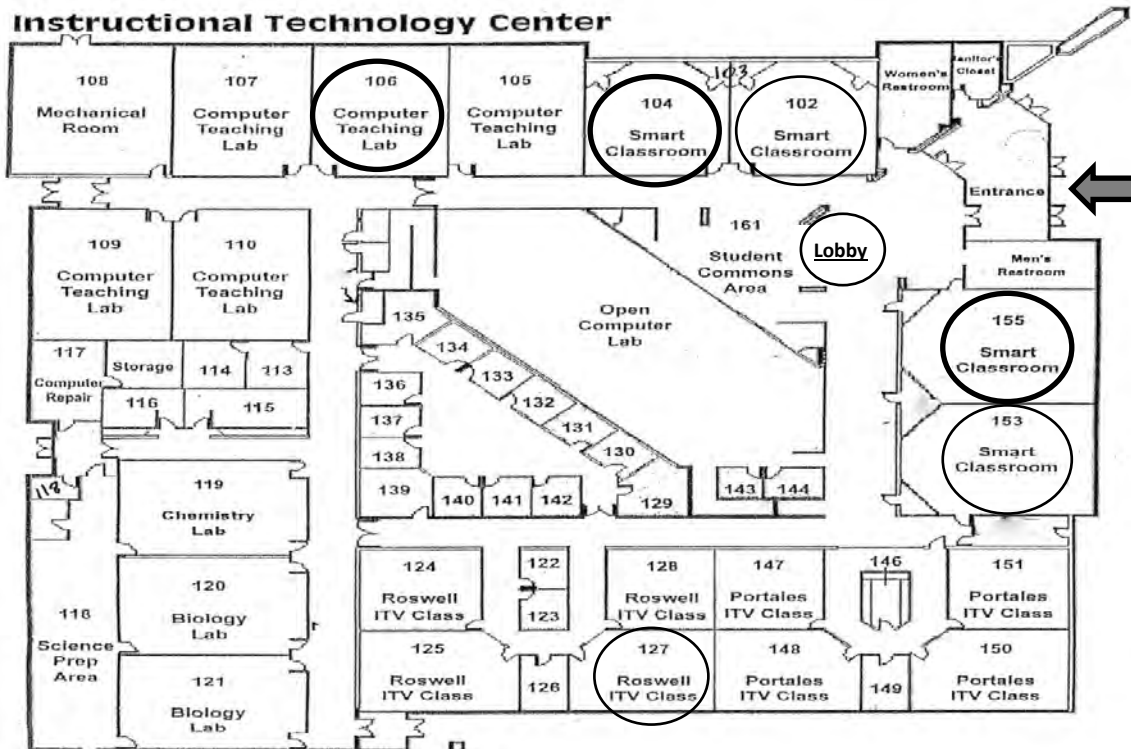 Instructional Technology Center
108
Mechanical
Room
107
Computer
Teaching
Lab
106
Computer
Teaching
Lab
105
Computer
Teaching
Lab
104
Smart
Classroom
103
102
Smart
Classroom
Women's
Restroom
Janitor's
Closet
Entrance
109
Computer
Teaching
Lab
110
Computer
Teaching
Lab
161
Student
Commons
Area
Lobby
Men's
Restroom
Open
Computer
Lab
155
Smart
Classroom
153
Smart
Classroom
117
Computer
Repair
Storage
114
113
116
115
135
134
133
132
131
130
129
136
137
138
139
140
141
142
143
144
118
119
Chemistry
Lab
120
Biology
Lab
121
Biology
Lab
118
Science
Prep
Area
124
Roswell
ITV Class
122
123
128
Roswell
ITV Class
147
Portales
ITV Class
146
151
Portales
ITV Class
125
Roswell
ITV Class
126
127
Roswell
ITV Class
148
Portales
ITV Class
149
150
Portales
ITV Class